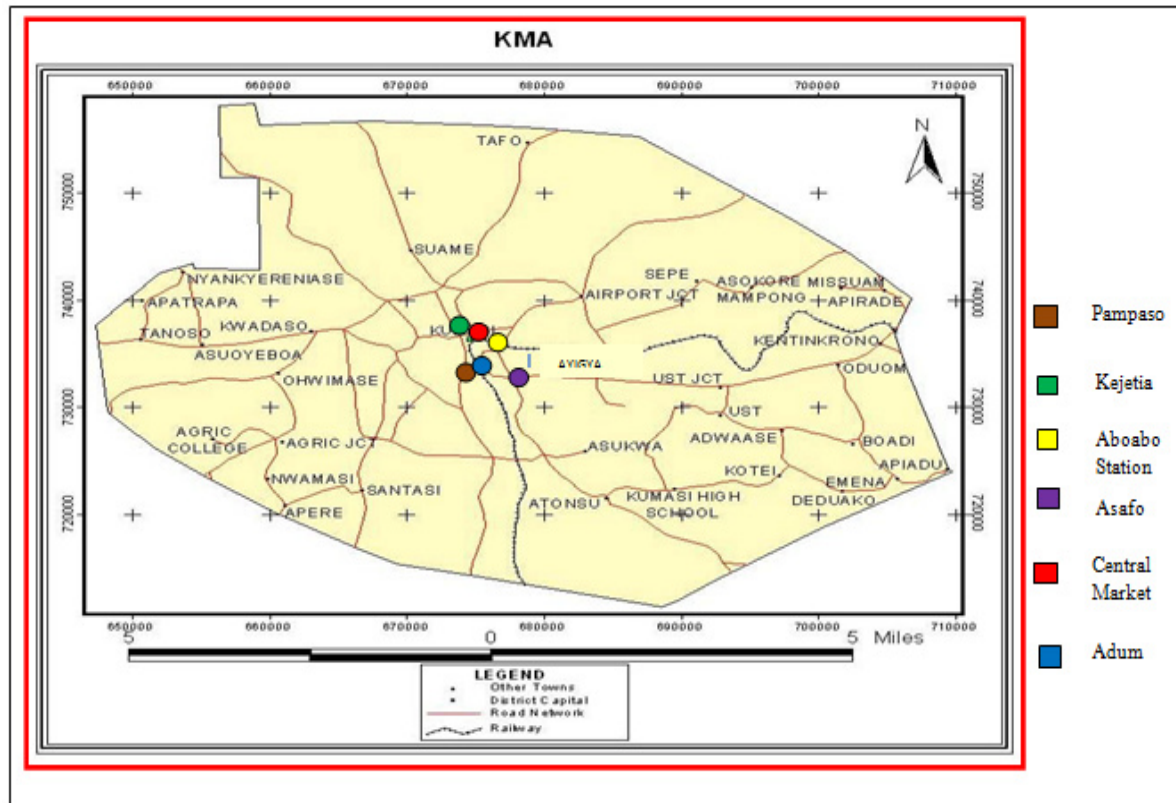 KMA
650000 660000 670000 680000 690000 700000 710000
N
TAFO
750000 750000
SUAME
NYANKYERENIASE
SEPE
ASOKORE MISSUAM
MAMPONG
AIRPORT JCT
APIRADE
740000 740000
APATRAPA
TANOSO
KWADASO
KENTINKRONO
ASUOYEBOA
AYIGYA
OHWIMASE
UST JCT
ODUOM
730000 730000
UST
AGRIC
COLLEGE
AGRIC JCT
ASUKWA
ADWAASE
BOADI
KOTEI
APIADU
NWAMASI
SANTASI
EMENA
ATONSU
KUMASI HIGH
SCHOOL
DEDUAKO
APERE
720000 720000
650000 660000 670000 680000 690000 700000 710000
5 0 5 Miles
LEGEND
Other Towns
District Capital
Road Network
Railway
Pampaso
Kejetia
Aboabo
Station
Asafo
Central
Market
Adum